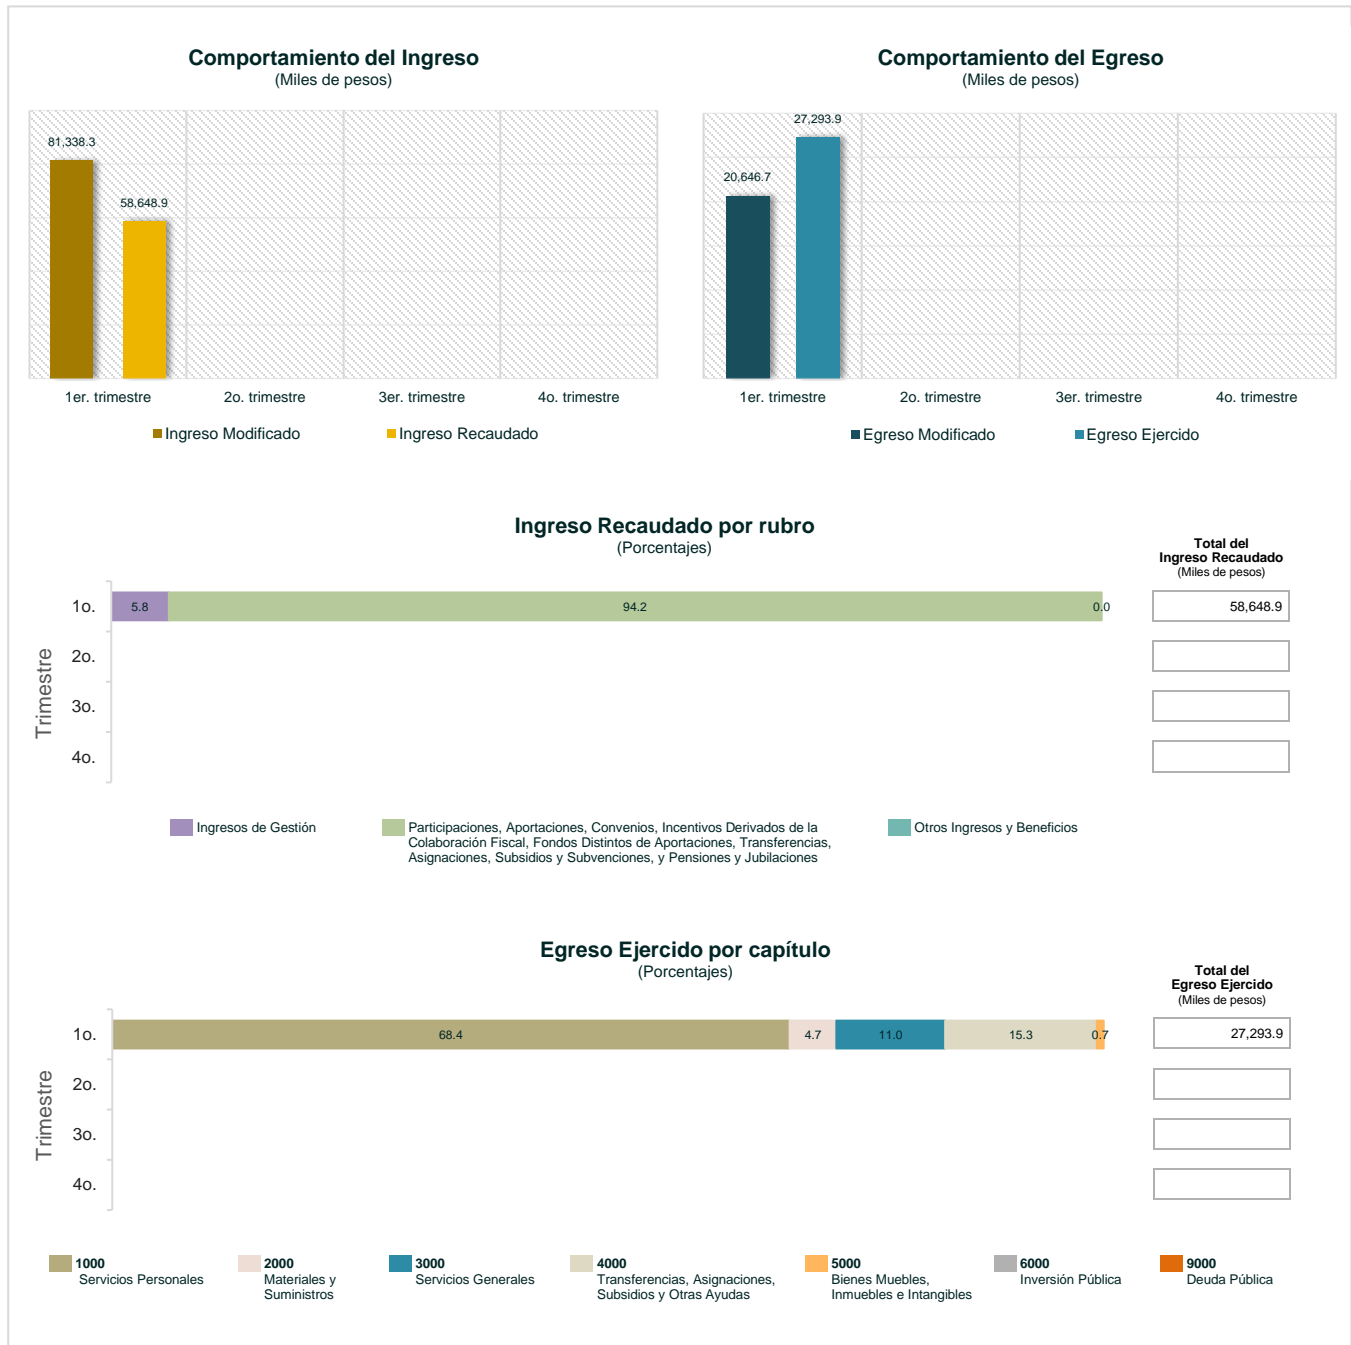 Comportamiento del Ingreso
(Miles de pesos)
81,338.3
58,648.9
1er. trimestre
2o. trimestre
3er. trimestre
4o. trimestre
Ingreso Modificado
Ingreso Recaudado
Comportamiento del Egreso
(Miles de pesos)
27,293.9
20,646.7
1er. trimestre
2o. trimestre
3er. trimestre
4o. trimestre
Egreso Modificado
Egreso Ejercido
Ingreso Recaudado por rubro
(Porcentajes)
Total del
Ingreso Recaudado
(Miles de pesos)
Trimestre
1o.
5.8
94.2
0.0
58,648.9
2o.
3o.
4o.
Ingresos de Gestión
Participaciones, Aportaciones, Convenios, Incentivos Derivados de la
Colaboración Fiscal, Fondos Distintos de Aportaciones, Transferencias,
Asignaciones, Subsidios y Subvenciones, y Pensiones y Jubilaciones
Otros Ingresos y Beneficios
Egreso Ejercido por capítulo
(Porcentajes)
Total del
Egreso Ejercido
(Miles de pesos)
Trimestre
1o.
68.4
4.7
11.0
15.3
0.7
27,293.9
2o.
3o.
4o.
1000
Servicios Personales
2000
Materiales y
Suministros
3000
Servicios Generales
4000
Transferencias, Asignaciones,
Subsidios y Otras Ayudas
5000
Bienes Muebles,
Inmuebles e Intangibles
6000
Inversión Pública
9000
Deuda Pública